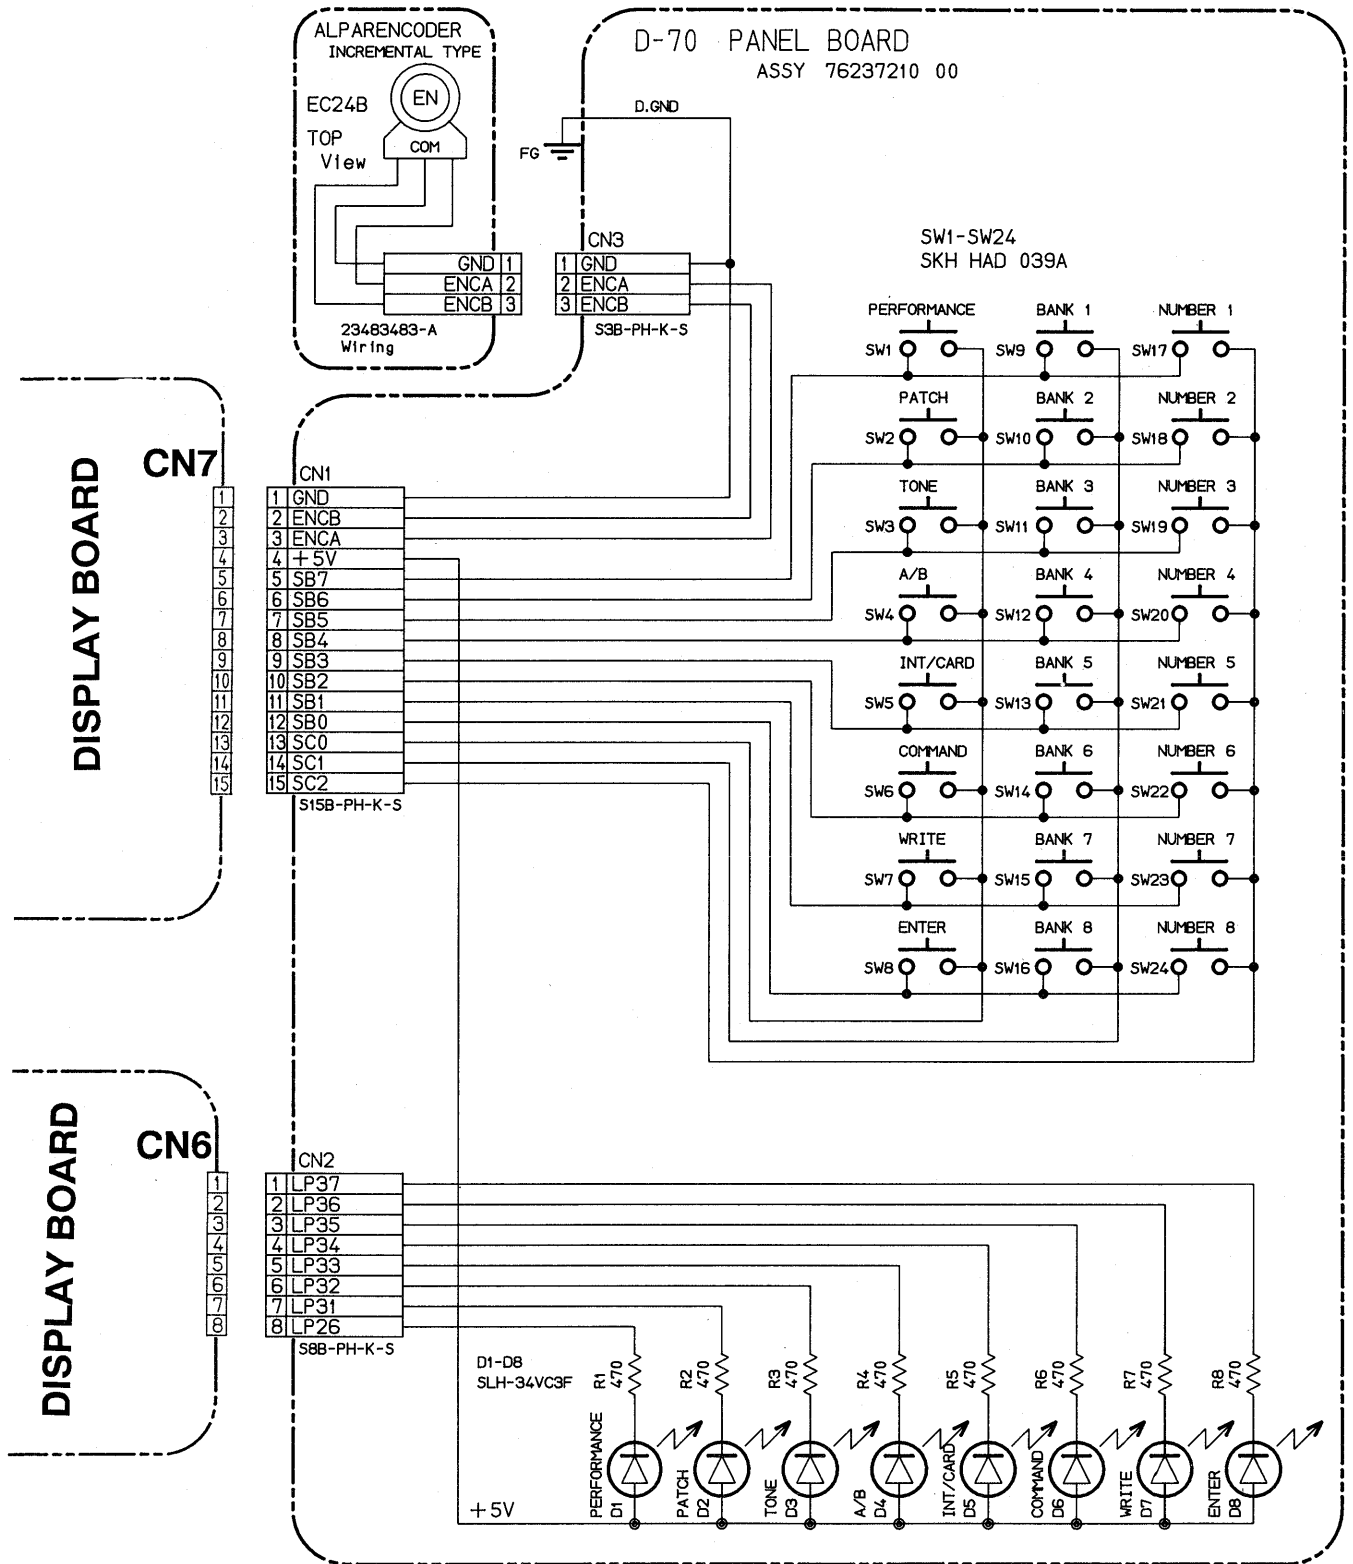 ALPARENCODER
INCREMENTAL TYPE
EC24B
EN
TOP
View
COM
GND 1
ENCA 2
ENCB 3
23483483-A
Wiring
D-70 PANEL BOARD
ASSY 76237210 00
D.GND
FG
CN3
1 GND
2 ENCA
3 ENCB
S3B-PH-K-S
SW1-SW24
SKH HAD 039A
PERFORMANCE BANK 1 NUMBER 1
SW1 SW9 SW17
PATCH BANK 2 NUMBER 2
SW2 SW10 SW18
TONE BANK 3 NUMBER 3
SW3 SW11 SW19
A/B BANK 4 NUMBER 4
SW4 SW12 SW20
INT/CARD BANK 5 NUMBER 5
SW5 SW13 SW21
COMMAND BANK 6 NUMBER 6
SW6 SW14 SW22
WRITE BANK 7 NUMBER 7
SW7 SW15 SW23
ENTER BANK 8 NUMBER 8
SW8 SW16 SW24
DISPLAY BOARD
CN7
1
2
3
4
5
6
7
8
9
10
11
12
13
14
15
CN1
1 GND
2 ENCB
3 ENCA
4 +5V
5 SB7
6 SB6
7 SB5
8 SB4
9 SB3
10 SB2
11 SB1
12 SB0
13 SC0
14 SC1
15 SC2
S15B-PH-K-S
DISPLAY BOARD
CN6
1
2
3
4
5
6
7
8
CN2
1 LP37
2 LP36
3 LP35
4 LP34
5 LP33
6 LP32
7 LP31
8 LP26
S8B-PH-K-S
D1-D8
SLH-34VC3F
R1 470
R2 470
R3 470
R4 470
R5 470
R6 470
R7 470
R8 470
+5V
PERFORMANCE D1
PATCH D2
TONE D3
A/B D4
INT/CARD D5
COMMAND D6
WRITE D7
ENTER D8